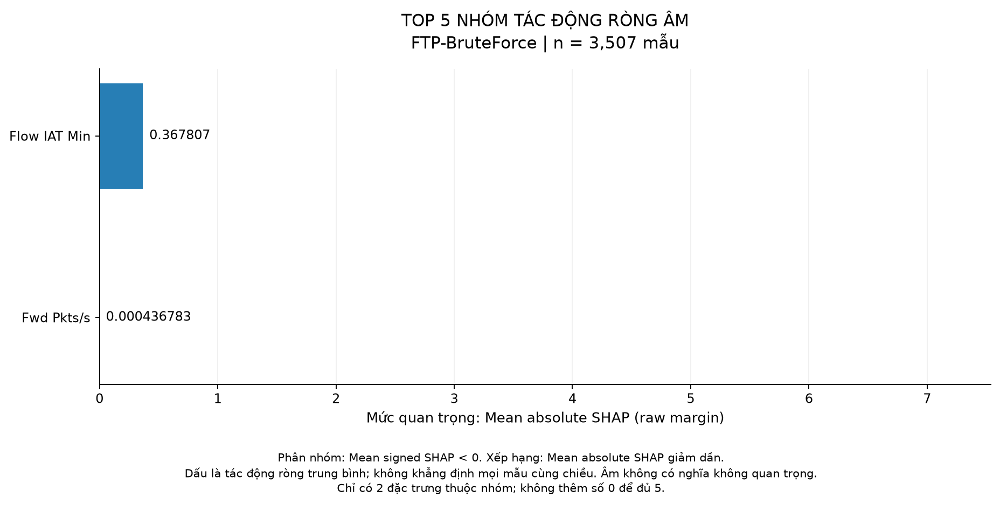 TOP 5 NHÓM TÁC ĐỘNG RÒNG ÂM
FTP-BruteForce | n = 3,507 mẫu
Flow IAT Min
0.367807
Fwd Pkts/s
0.000436783
0 1 2 3 4 5 6 7
Mức quan trọng: Mean absolute SHAP (raw margin)
Phân nhóm: Mean signed SHAP < 0. Xếp hạng: Mean absolute SHAP giảm dần.
Dấu là tác động ròng trung bình; không khẳng định mọi mẫu cùng chiều. Âm không có nghĩa không quan trọng.
Chỉ có 2 đặc trưng thuộc nhóm; không thêm số 0 để đủ 5.